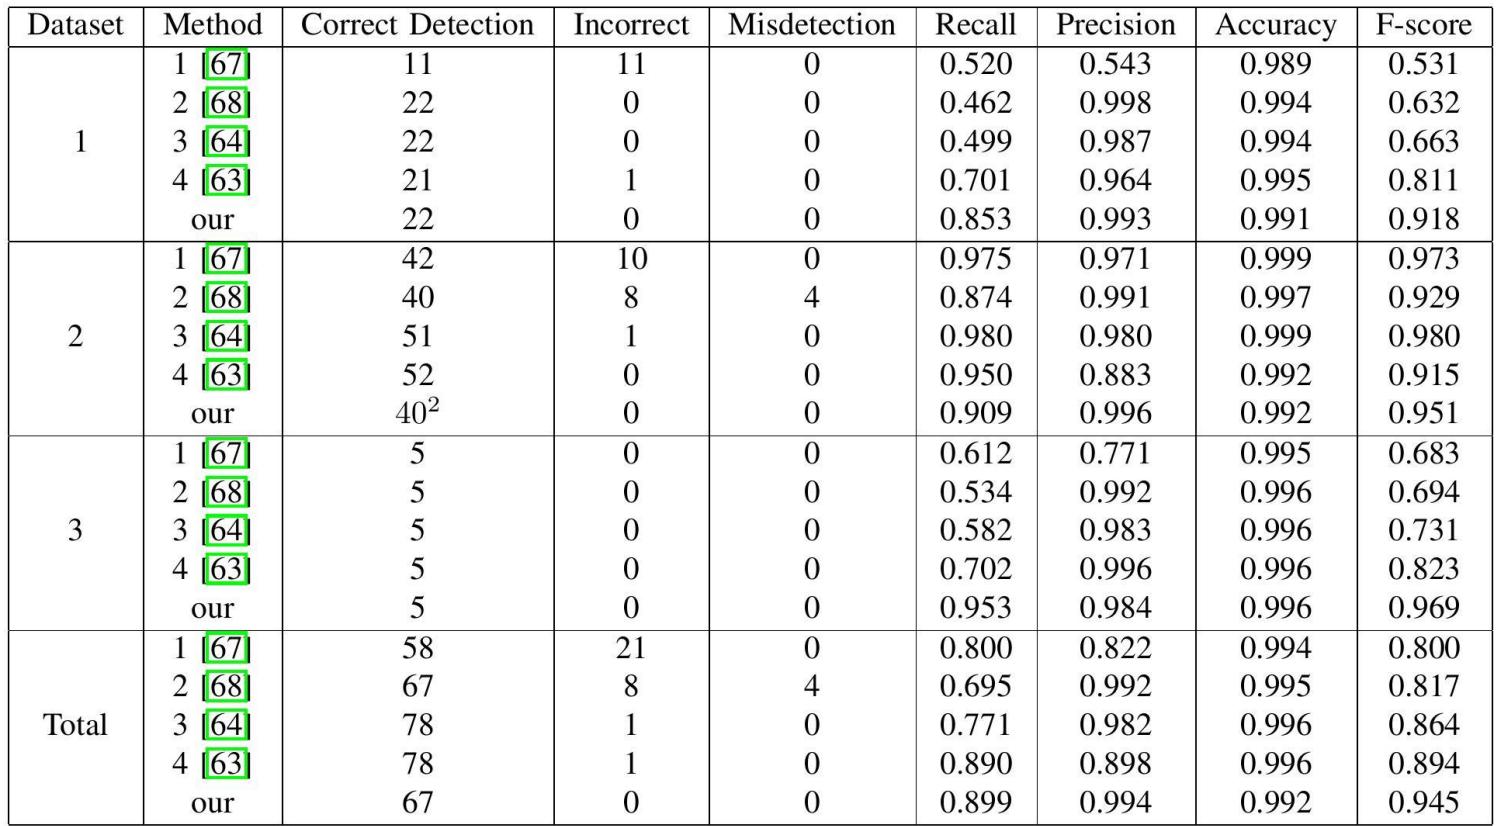 Dataset Method Correct Detection Incorrect Misdetection Recall Precision Accuracy F-score
1 [67] 11 11 0 0.520 0.543 0.989 0.531
2 [68] 22 0 0 0.462 0.998 0.994 0.632
1 3 [64] 22 0 0 0.499 0.987 0.994 0.663
4 [63] 21 1 0 0.701 0.964 0.995 0.811
our 22 0 0 0.853 0.993 0.991 0.918
1 [67] 42 10 0 0.975 0.971 0.999 0.973
2 [68] 40 8 4 0.874 0.991 0.997 0.929
2 3 [64] 51 1 0 0.980 0.980 0.999 0.980
4 [63] 52 0 0 0.950 0.883 0.992 0.915
our 40² 0 0 0.909 0.996 0.992 0.951
1 [67] 5 0 0 0.612 0.771 0.995 0.683
2 [68] 5 0 0 0.534 0.992 0.996 0.694
3 3 [64] 5 0 0 0.582 0.983 0.996 0.731
4 [63] 5 0 0 0.702 0.996 0.996 0.823
our 5 0 0 0.953 0.984 0.996 0.969
1 [67] 58 21 0 0.800 0.822 0.994 0.800
2 [68] 67 8 4 0.695 0.992 0.995 0.817
Total 3 [64] 78 1 0 0.771 0.982 0.996 0.864
4 [63] 78 1 0 0.890 0.898 0.996 0.894
our 67 0 0 0.899 0.994 0.992 0.945